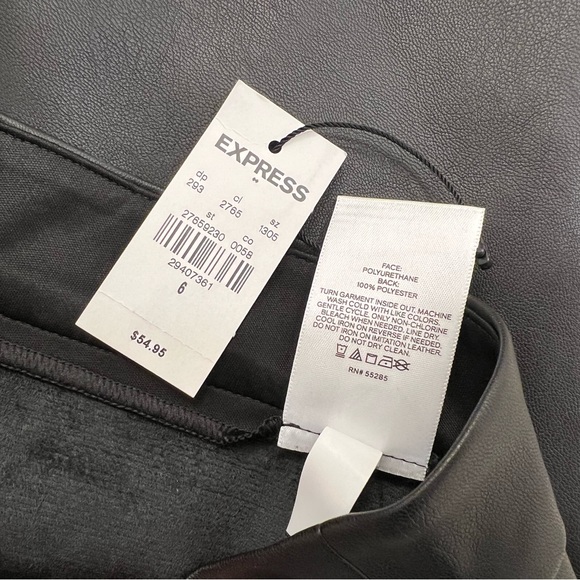 EXPRESS
dp cl sz
293 2765 1305
st co
27659230 005B
29407361
6
$54.95
FACE:
POLYURETHANE
BACK:
100% POLYESTER
TURN GARMENT INSIDE OUT. MACHINE
WASH COLD WITH LIKE COLORS.
GENTLE CYCLE. ONLY NON-CHLORINE
BLEACH WHEN NEEDED. LINE DRY.
COOL IRON ON REVERSE IF NEEDED.
DO NOT IRON ON IMITATION LEATHER.
DO NOT DRY CLEAN.
RN# 55285